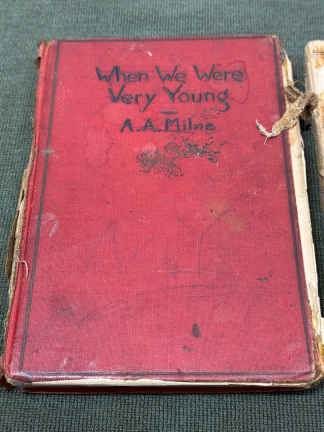 When We Were
Very Young
A.A. Milne